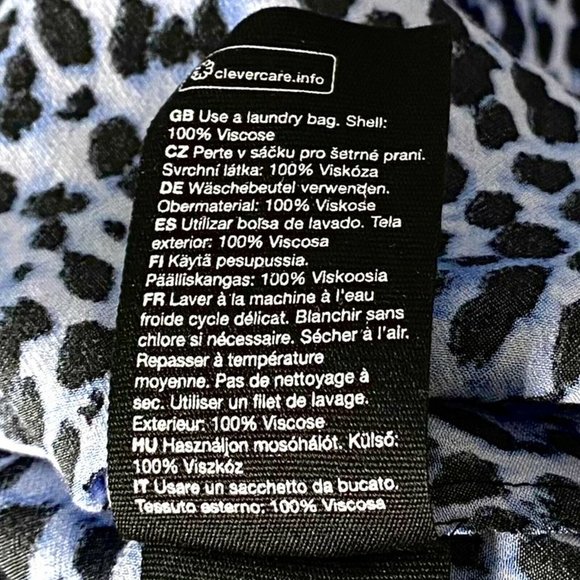 clevercare.info
GB Use a laundry bag. Shell:
100% Viscose
CZ Perte v sáčku pro šetrné praní.
Svrchní látka: 100% Viskóza
DE Wäschebeutel verwenden.
Obermaterial: 100% Viskose
ES Utilizar bolsa de lavado. Tela
exterior: 100% Viscosa
FI Käytä pesupussia.
Päälliskangas: 100% Viskoosia
FR Laver à la machine à l'eau
froide cycle délicat. Blanchir sans
chlore si nécessaire. Sécher à l'air.
Repasser à température
moyenne. Pas de nettoyage à
sec. Utiliser un filet de lavage.
Exterieur: 100% Viscose
HU Használjon mosóhálót. Külső:
100% Viszkóz
IT Usare un sacchetto da bucato.
Tessuto esterno: 100% Viscosa